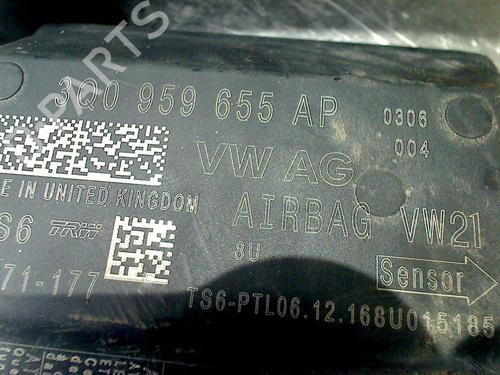 PARTS
3Q0 959 655 AP 0306
VW AG 004
E IN UNITED KINGDOM
AIRBAG VW21
S6 TRW 8U
71-177 Sensor
TS6-PTL06.12.168U015185